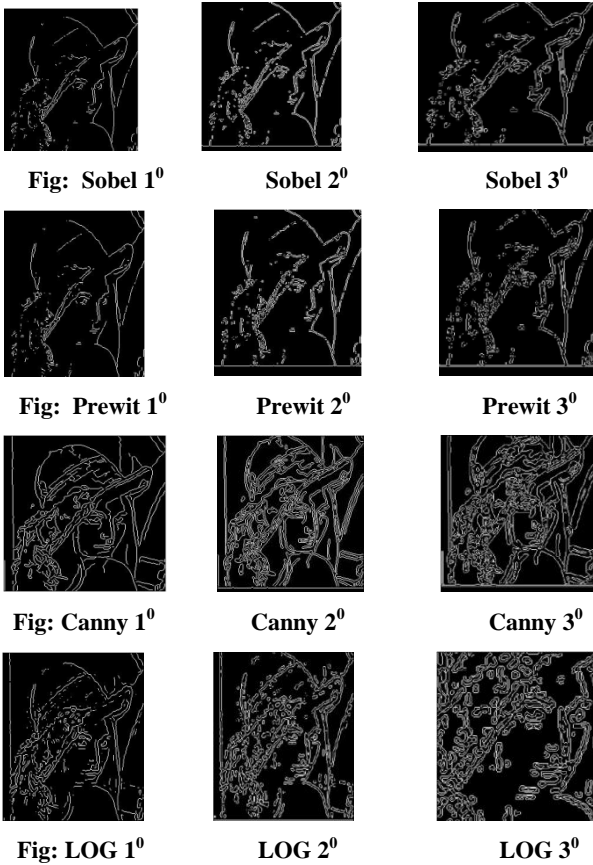 Fig: Sobel 1⁰ Sobel 2⁰ Sobel 3⁰
Fig: Prewit 1⁰ Prewit 2⁰ Prewit 3⁰
Fig: Canny 1⁰ Canny 2⁰ Canny 3⁰
Fig: LOG 1⁰ LOG 2⁰ LOG 3⁰